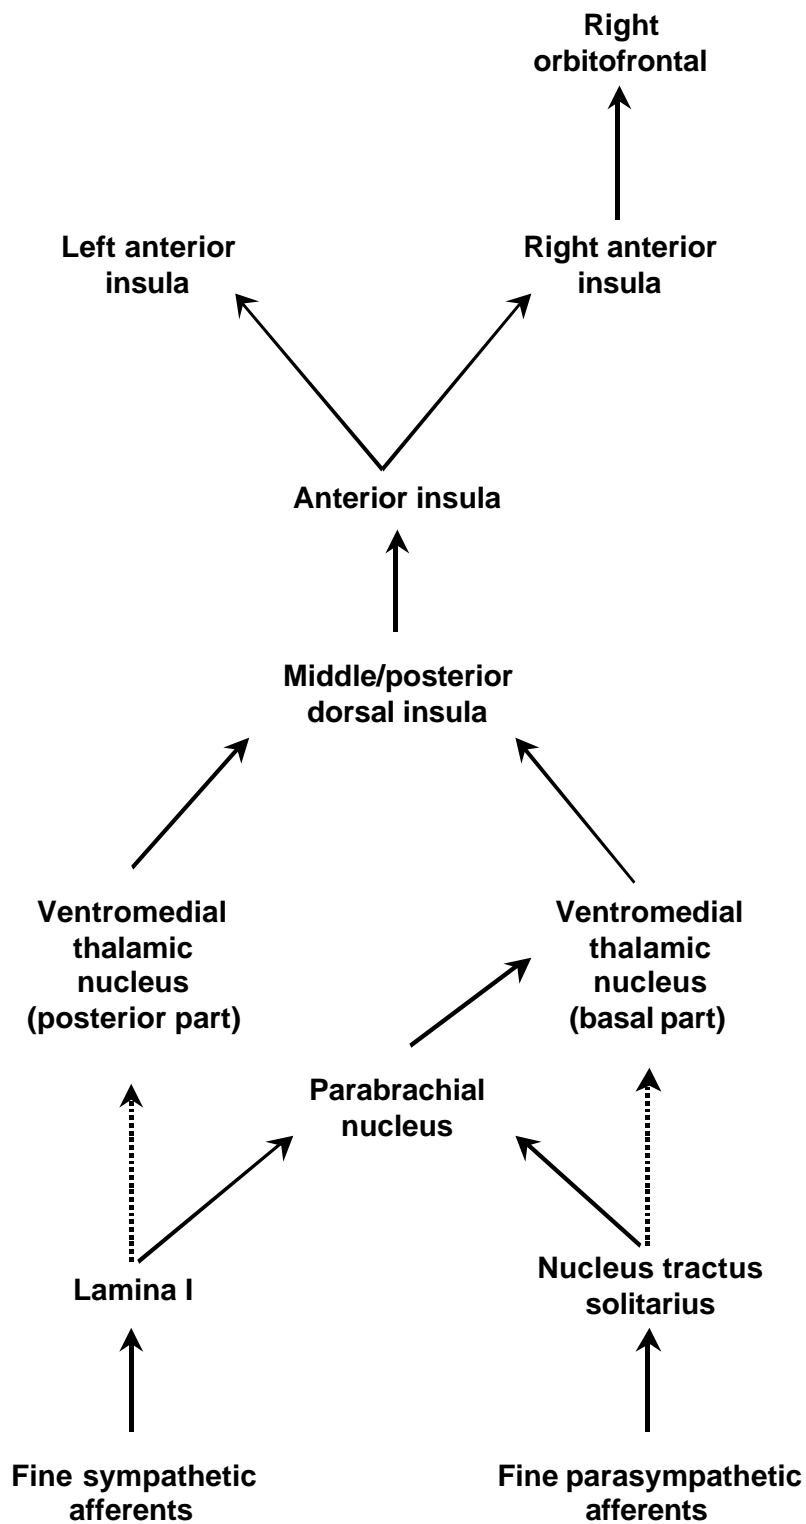 Right
orbitofrontal
Left anterior
insula
Right anterior
insula
Anterior insula
Middle/posterior
dorsal insula
Ventromedial
thalamic
nucleus
(posterior part)
Ventromedial
thalamic
nucleus
(basal part)
Parabrachial
nucleus
Lamina I
Nucleus tractus
solitarius
Fine sympathetic
afferents
Fine parasympathetic
afferents